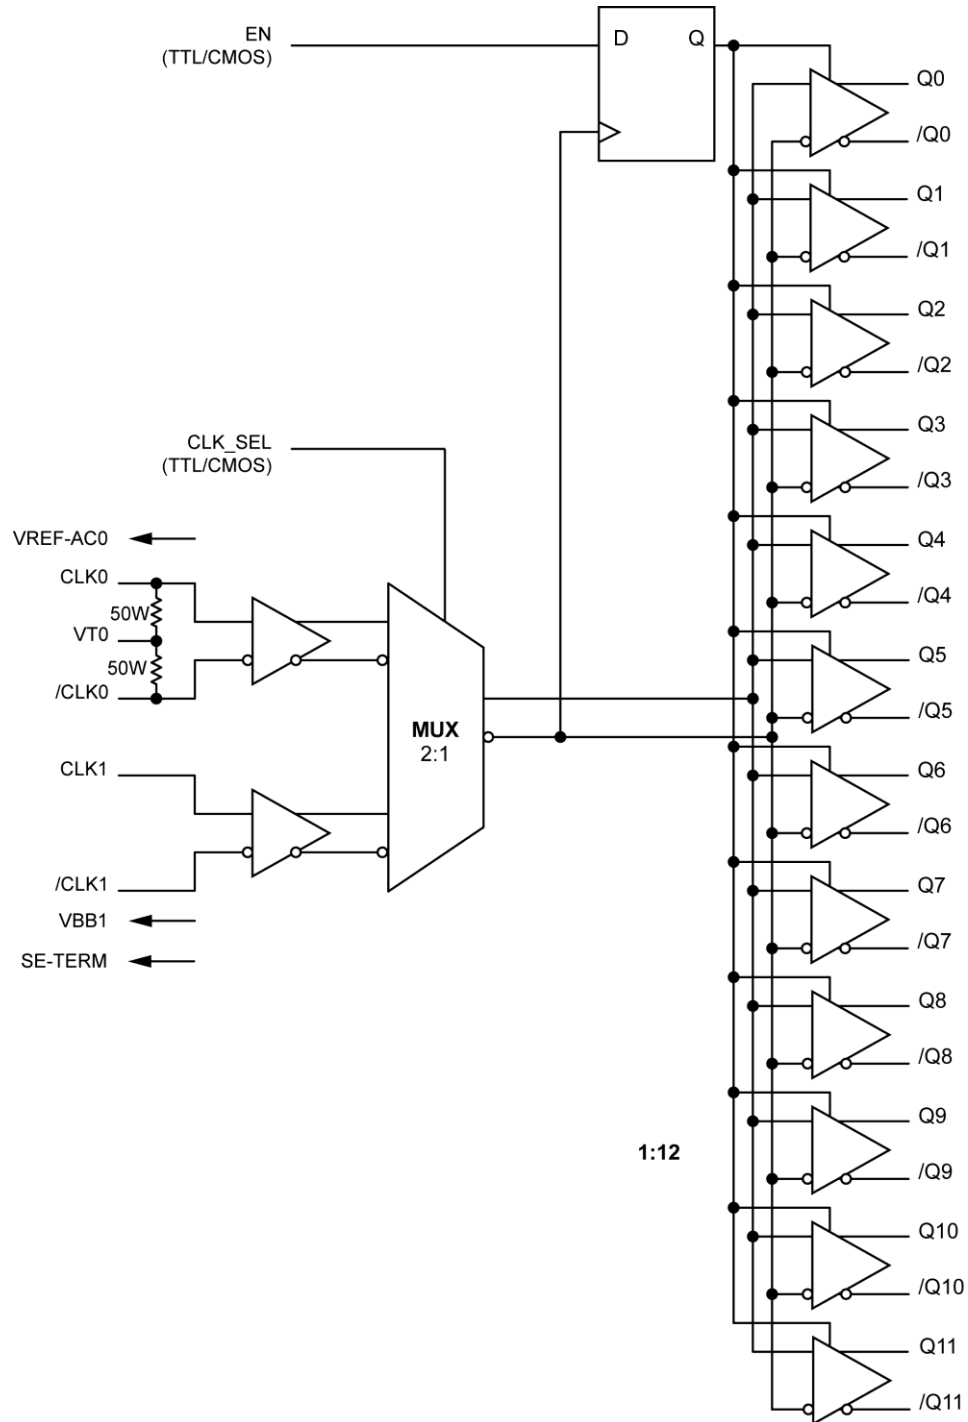 EN
(TTL/CMOS)
D
Q
Q0
/Q0
Q1
/Q1
Q2
/Q2
Q3
/Q3
CLK_SEL
(TTL/CMOS)
VREF-AC0
CLK0
50W
VT0
50W
/CLK0
CLK1
/CLK1
VBB1
SE-TERM
MUX
2:1
Q4
/Q4
Q5
/Q5
Q6
/Q6
Q7
/Q7
Q8
/Q8
1:12
Q9
/Q9
Q10
/Q10
Q11
/Q11